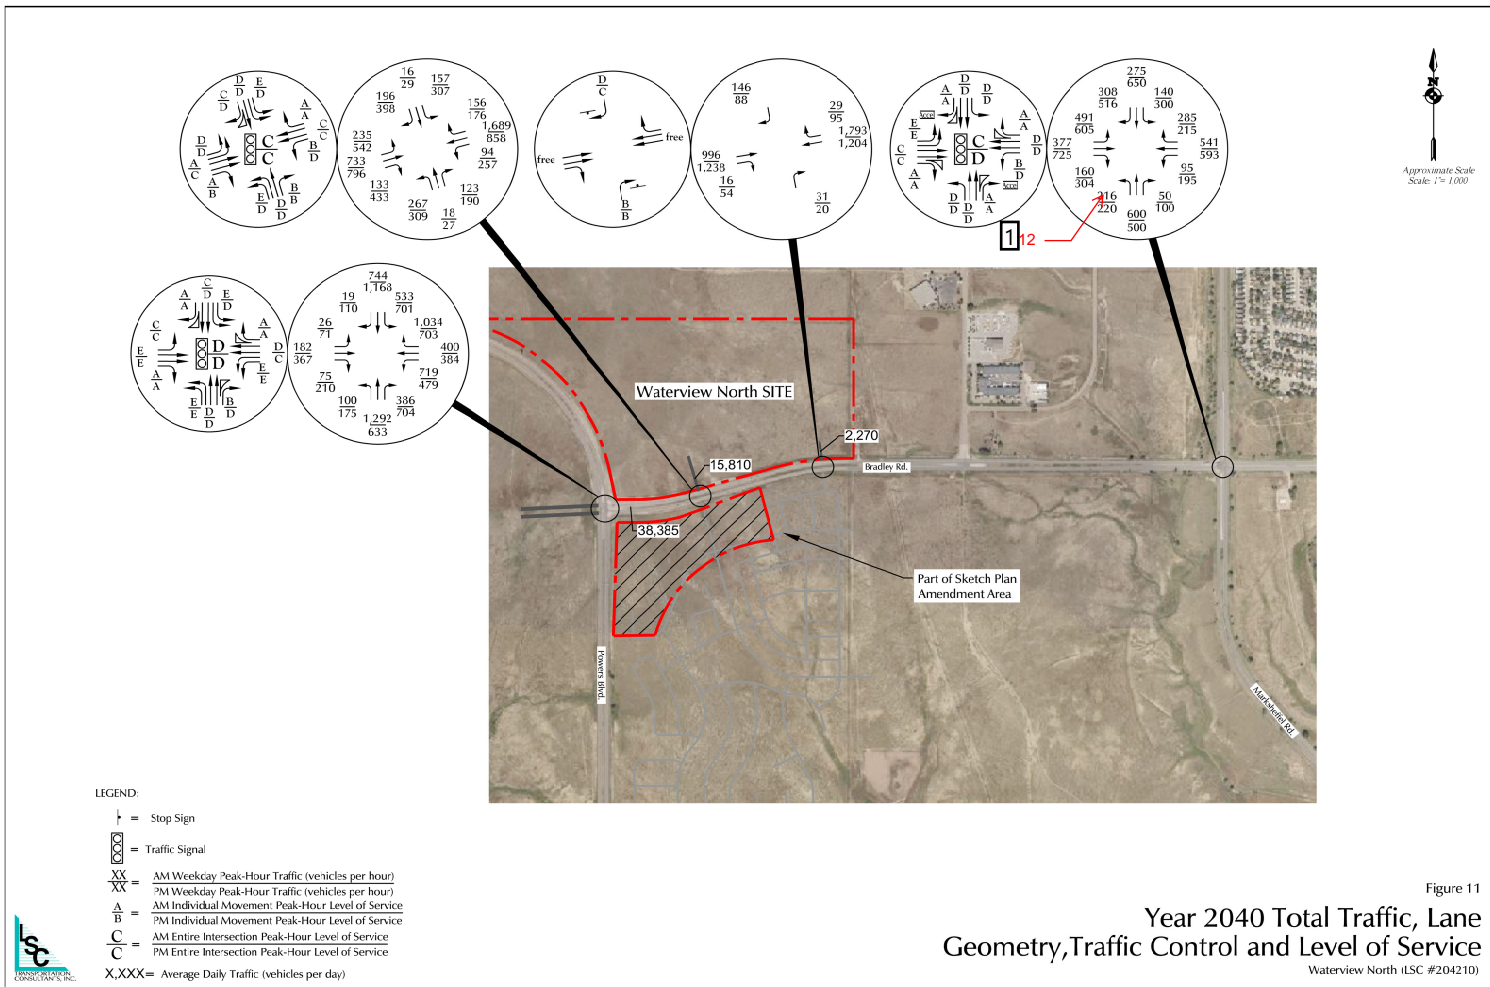 D D
E D
C D
A A
C C
B D
D D
A C
A B
E D
D D
B B
C C
16 29
157 307
196 398
156 176
1,689 858
235 542
94 257
733 796
133 433
123 190
267 309
18 27
D C
free
free
B B
146 88
29 95
1,793 1,204
996 1,238
16 54
31 20
D D
A A
D D
A A
E E
D D
C C
B D
A A
D D
D D
A A
C D
275 650
308 516
140 300
491 605
285 215
377 725
541 593
160 304
95 195
216 220
50 100
600 500
1 12
N
Approximate Scale
Scale: 1"= 1,000'
C D
A A
E D
C C
A A
E E
D C
A A
E E
E E
B D
D D
D D
744 1,168
19 110
533 701
26 71
1,034 703
182 367
400 384
75 210
719 479
100 175
386 704
1,292 633
Waterview North SITE
2,270
15,810
Bradley Rd.
38,385
Part of Sketch Plan
Amendment Area
Powers Blvd.
Marksheffel Rd.
LEGEND:
= Stop Sign
= Traffic Signal
XX = AM Weekday Peak-Hour Traffic (vehicles per hour)
XX PM Weekday Peak-Hour Traffic (vehicles per hour)
A = AM Individual Movement Peak-Hour Level of Service
B PM Individual Movement Peak-Hour Level of Service
C = AM Entire Intersection Peak-Hour Level of Service
C PM Entire Intersection Peak-Hour Level of Service
X,XXX= Average Daily Traffic (vehicles per day)
LSC
TRANSPORTATION
CONSULTANTS, INC.
Figure 11
Year 2040 Total Traffic, Lane
Geometry,Traffic Control and Level of Service
Waterview North (LSC #204210)